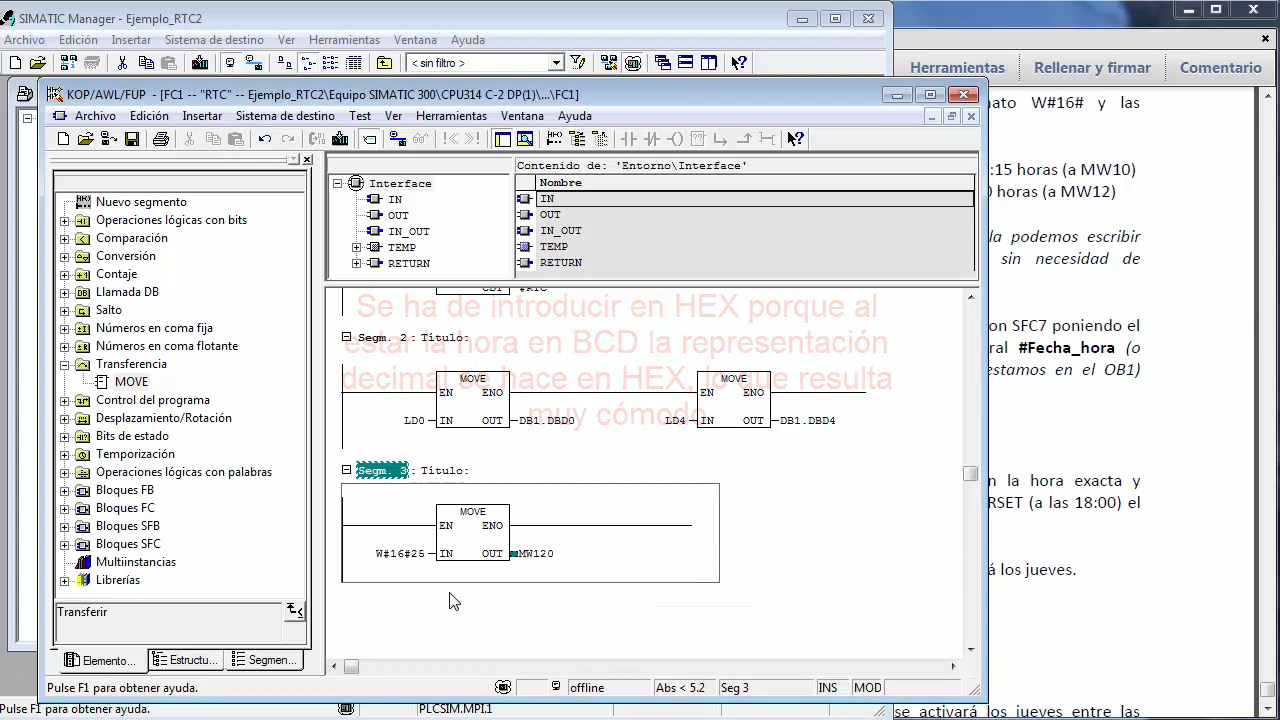 SIMATIC Manager - Ejemplo_RTC2
Archivo Edición Insertar Sistema de destino Ver Herramientas Ventana Ayuda
< sin filtro >
KOP/AWL/FUP - [FC1 -- "RTC" -- Ejemplo_RTC2\Equipo SIMATIC 300\CPU314 C-2 DP(1)\...\FC1]
Archivo Edición Insertar Sistema de destino Test Ver Herramientas Ventana Ayuda
Nuevo segmento
Operaciones lógicas con bits
Comparación
Conversión
Contaje
Llamada DB
Salto
Números en coma fija
Números en coma flotante
Transferencia
MOVE
Control del programa
Desplazamiento/Rotación
Bits de estado
Temporización
Operaciones lógicas con palabras
Bloques FB
Bloques FC
Bloques SFB
Bloques SFC
Multiinstancias
Librerías
Transferir
Elemento... Estructu... Segmen...
Interface
IN
OUT
IN_OUT
TEMP
RETURN
Contenido de: 'Entorno\Interface'
Nombre
IN
OUT
IN_OUT
TEMP
RETURN
Se ha de introducir en HEX porque al
estar la hora en BCD la representación
decimal se hace en HEX, lo que resulta
muy cómodo
Segm. 2 : Título:
MOVE MOVE
EN ENO EN ENO
LD0 IN OUT DB1.DBD0 LD4 IN OUT DB1.DBD4
Segm. 3 : Título:
MOVE
EN ENO
W#16#25 IN OUT MW120
Pulse F1 para obtener ayuda. offline Abs < 5.2 Seg 3 INS MOD
Pulse F1 para obtener ayuda. PLCSIM.MPI.1
Herramientas Rellenar y firmar Comentario
nato W#16# y las
:15 horas (a MW10)
0 horas (a MW12)
la podemos escribir
sin necesidad de
on SFC7 poniendo el
ral #Fecha_hora (o
estamos en el OB1)
n la hora exacta y
RSET (a las 18:00) el
á los jueves.
se activará los jueves entre las